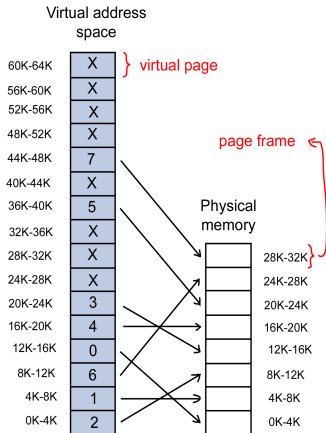 Virtual address
space
60K-64K X } virtual page
56K-60K X
52K-56K X
48K-52K X
page frame
44K-48K 7
40K-44K X
36K-40K 5
Physical
memory
32K-36K X
28K-32K X
28K-32K }
24K-28K X
24K-28K
20K-24K 3
20K-24K
16K-20K 4
16K-20K
12K-16K 0
12K-16K
8K-12K 6
8K-12K
4K-8K 1
4K-8K
0K-4K 2
0K-4K